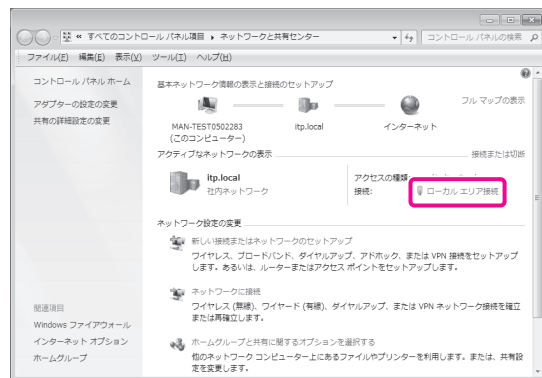 « すべてのコントロール パネル項目 ▸ ネットワークと共有センター
コントロール パネルの検索
ファイル(F) 編集(E) 表示(V) ツール(T) ヘルプ(H)
コントロール パネル ホーム
アダプターの設定の変更
共有の詳細設定の変更
基本ネットワーク情報の表示と接続のセットアップ
フル マップの表示
MAN-TEST0502283
(このコンピューター)
itp.local
インターネット
アクティブなネットワークの表示
接続または切断
itp.local
社内ネットワーク
アクセスの種類:
接続:
ローカル エリア接続
ネットワーク設定の変更
新しい接続またはネットワークのセットアップ
ワイヤレス、ブロードバンド、ダイヤルアップ、アドホック、または VPN 接続をセットアップ
します。あるいは、ルーターまたはアクセス ポイントをセットアップします。
ネットワークに接続
ワイヤレス (無線)、ワイヤード (有線)、ダイヤルアップ、または VPN ネットワーク接続を確立
または再確立します。
ホームグループと共有に関するオプションを選択する
他のネットワーク コンピューター上にあるファイルやプリンターを利用します。または、共有設
定を変更します。
関連項目
Windows ファイアウォール
インターネット オプション
ホームグループ